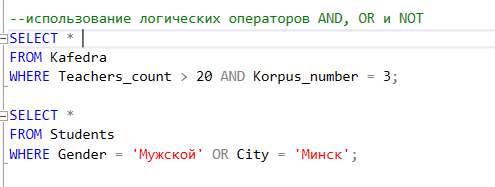 --использование логических операторов AND, OR и NOT
SELECT *
FROM Kafedra
WHERE Teachers_count > 20 AND Korpus_number = 3;
SELECT *
FROM Students
WHERE Gender = 'Мужской' OR City = 'Минск';